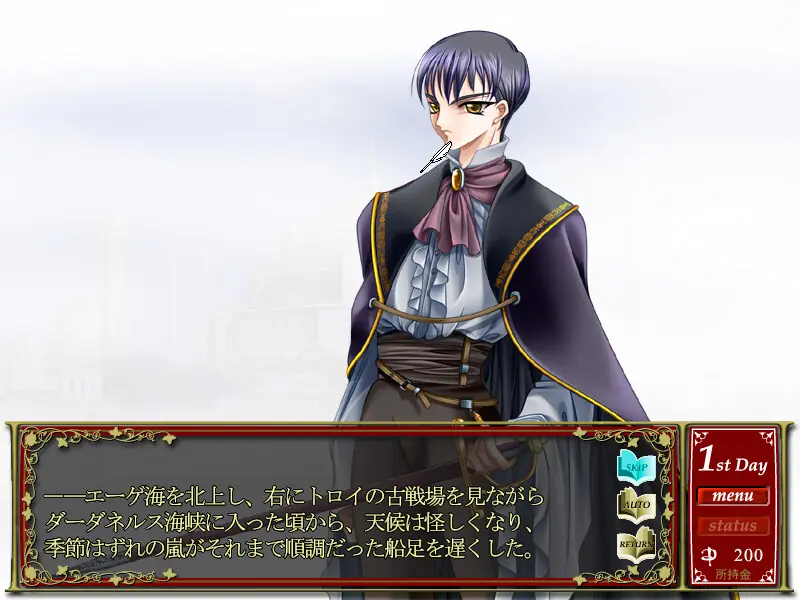 ――エーゲ海を北上し、右にトロイの古戦場を見ながら
ダーダネルス海峡に入った頃から、天候は怪しくなり、
季節はずれの嵐がそれまで順調だった船足を遅くした。
SKIP
AUTO
RETURN
1st Day
menu
status
200
所持金